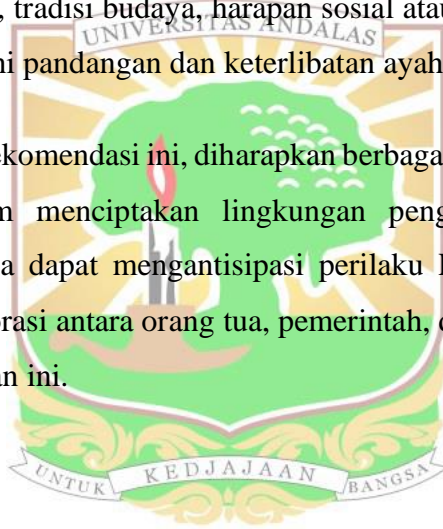 , tradisi budaya, harapan sosial atau
UNIVERSITAS ANDALAS
ni pandangan dan keterlibatan ayah
ekomendasi ini, diharapkan berbaga
m menciptakan lingkungan peng
a dapat mengantisipasi perilaku
orasi antara orang tua, pemerintah,
an ini.
UNTUK KEDJAJAAN BANGSA